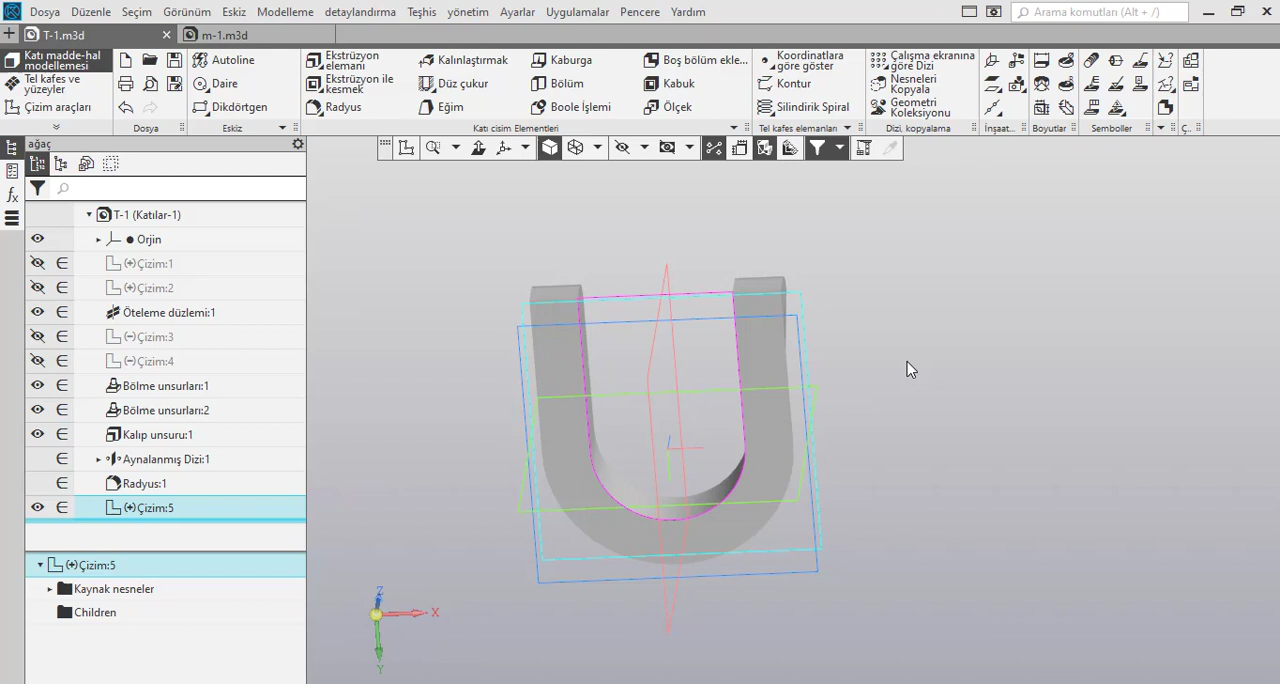 Dosya Düzenle Seçim Görünüm Eskiz Modelleme detaylandırma Teşhis yönetim Ayarlar Uygulamalar Pencere Yardım
Arama komutları (Alt + /)
T-1.m3d
m-1.m3d
Katı madde-hal modellemesi
Tel kafes ve yüzeyler
Çizim araçları
Dosya
Autoline
Daire
Dikdörtgen
Eskiz
Ekstrüzyon elemanı
Ekstrüzyon ile kesmek
Radyus
Kalınlaştırmak
Düz çukur
Eğim
Kaburga
Bölüm
Boole İşlemi
Boş bölüm ekle...
Kabuk
Ölçek
Katı cisim Elementleri
Koordinatlara göre göster
Kontur
Silindirik Spiral
Tel kafes elemanları
Çalışma ekranına göre Dizi
Nesneleri Kopyala
Geometri Koleksiyonu
Dizi, kopyalama
İnşaat...
Boyutlar
Semboller
Ç...
ağaç
T-1 (Katılar-1)
Orjin
(+)Çizim:1
(+)Çizim:2
Öteleme düzlemi:1
(−)Çizim:3
(−)Çizim:4
Bölme unsurları:1
Bölme unsurları:2
Kalıp unsuru:1
Aynalanmış Dizi:1
Radyus:1
(+)Çizim:5
(+)Çizim:5
Kaynak nesneler
Children
Z
X
Y